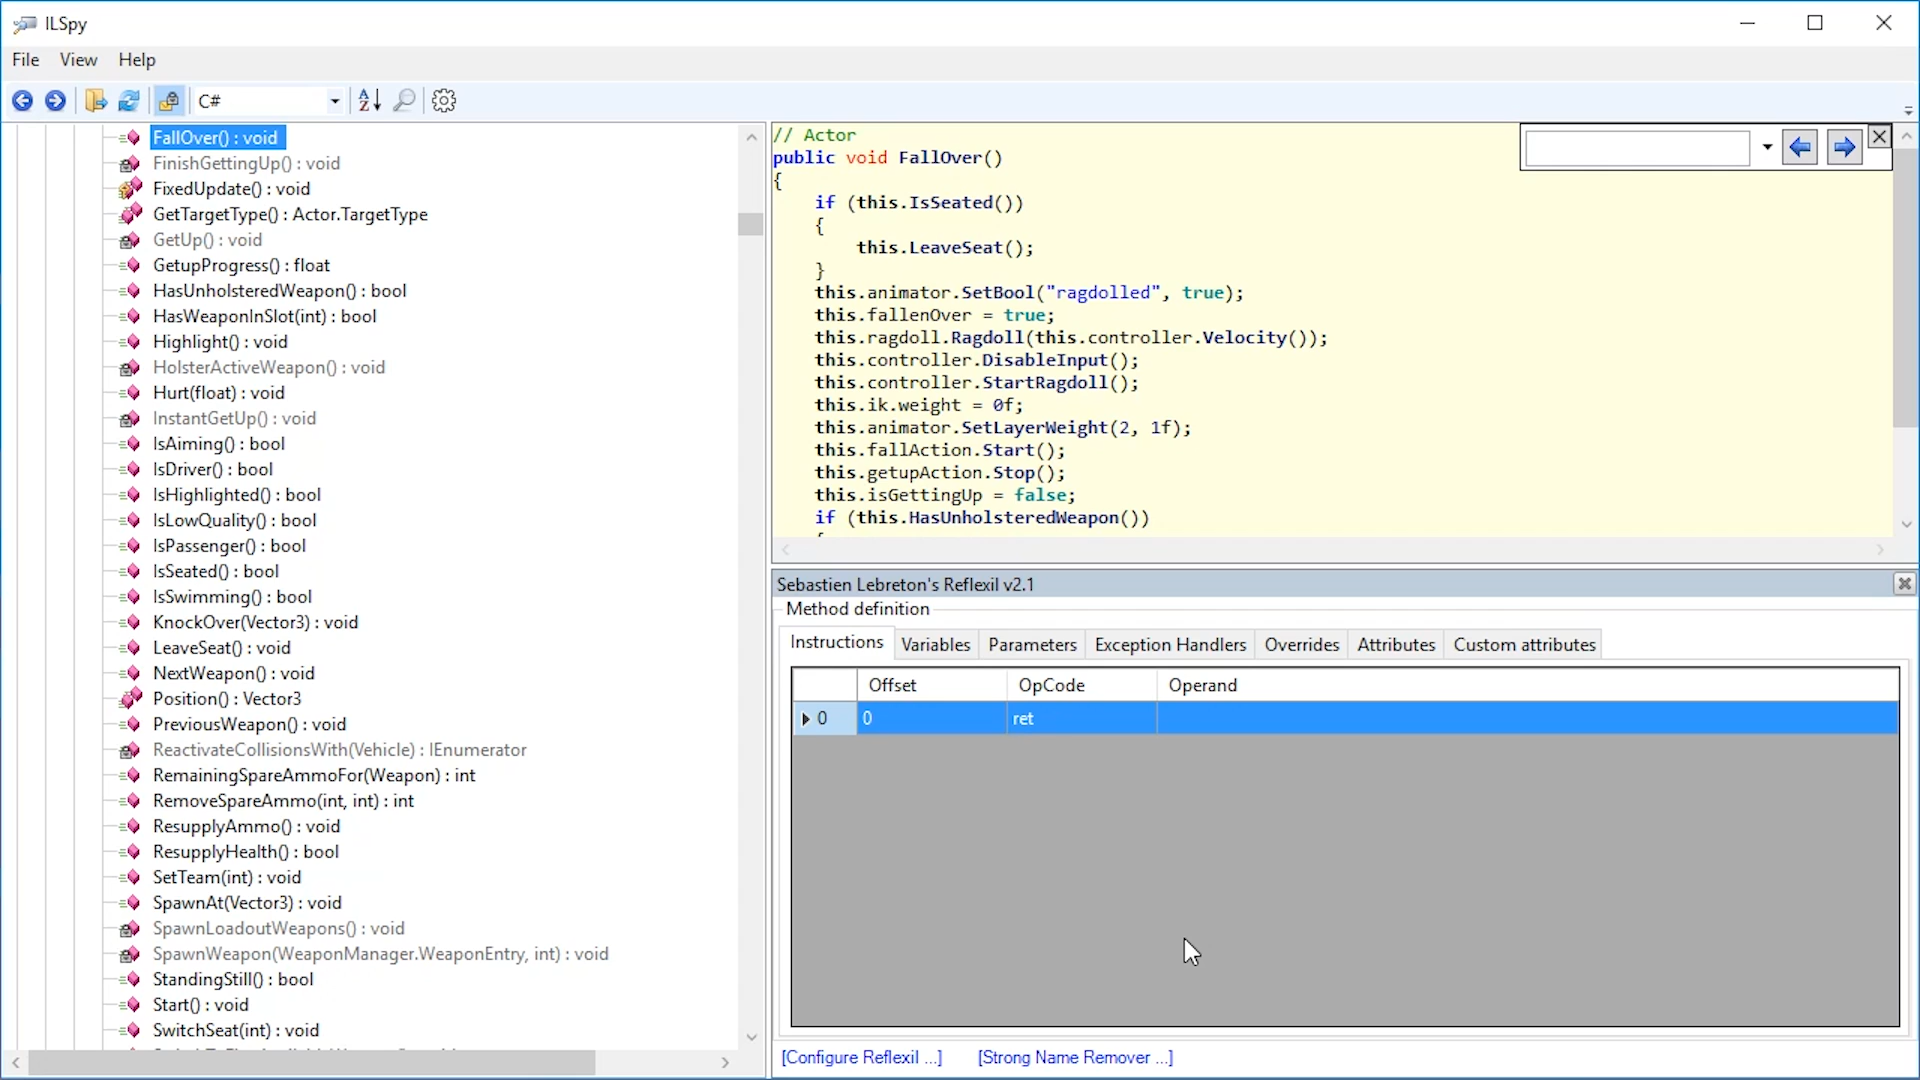 ILSpy
File View Help
C#
FallOver() : void
FinishGettingUp() : void
FixedUpdate() : void
GetTargetType() : Actor.TargetType
GetUp() : void
GetupProgress() : float
HasUnholsteredWeapon() : bool
HasWeaponInSlot(int) : bool
Highlight() : void
HolsterActiveWeapon() : void
Hurt(float) : void
InstantGetUp() : void
IsAiming() : bool
IsDriver() : bool
IsHighlighted() : bool
IsLowQuality() : bool
IsPassenger() : bool
IsSeated() : bool
IsSwimming() : bool
KnockOver(Vector3) : void
LeaveSeat() : void
NextWeapon() : void
Position() : Vector3
PreviousWeapon() : void
ReactivateCollisionsWith(Vehicle) : IEnumerator
RemainingSpareAmmoFor(Weapon) : int
RemoveSpareAmmo(int, int) : int
ResupplyAmmo() : void
ResupplyHealth() : bool
SetTeam(int) : void
SpawnAt(Vector3) : void
SpawnLoadoutWeapons() : void
SpawnWeapon(WeaponManager.WeaponEntry, int) : void
StandingStill() : bool
Start() : void
SwitchSeat(int) : void
// Actor
public void FallOver()
{
if (this.IsSeated())
{
this.LeaveSeat();
}
this.animator.SetBool("ragdolled", true);
this.fallenOver = true;
this.ragdoll.Ragdoll(this.controller.Velocity());
this.controller.DisableInput();
this.controller.StartRagdoll();
this.ik.weight = 0f;
this.animator.SetLayerWeight(2, 1f);
this.fallAction.Start();
this.getupAction.Stop();
this.isGettingUp = false;
if (this.HasUnholsteredWeapon())
Sebastien Lebreton's Reflexil v2.1
Method definition
Instructions Variables Parameters Exception Handlers Overrides Attributes Custom attributes
Offset OpCode Operand
0 0 ret
[Configure Reflexil ...] [Strong Name Remover ...]